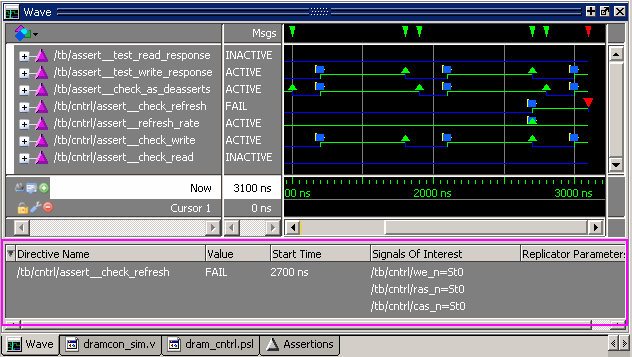 Wave
Msgs
/tb/assert__test_read_response INACTIVE
/tb/assert__test_write_response ACTIVE
/tb/assert__check_as_deasserts ACTIVE
/tb/cntrl/assert__check_refresh FAIL
/tb/cntrl/assert__refresh_rate ACTIVE
/tb/cntrl/assert__check_write ACTIVE
/tb/cntrl/assert__check_read INACTIVE
Now 3100 ns 00 ns 2000 ns 3000 ns
Cursor 1 0 ns
Directive Name Value Start Time Signals Of Interest Replicator Parameters
/tb/cntrl/assert__check_refresh FAIL 2700 ns /tb/cntrl/we_n=St0
/tb/cntrl/ras_n=St0
/tb/cntrl/cas_n=St0
Wave dramcon_sim.v dram_cntrl.psl Assertions